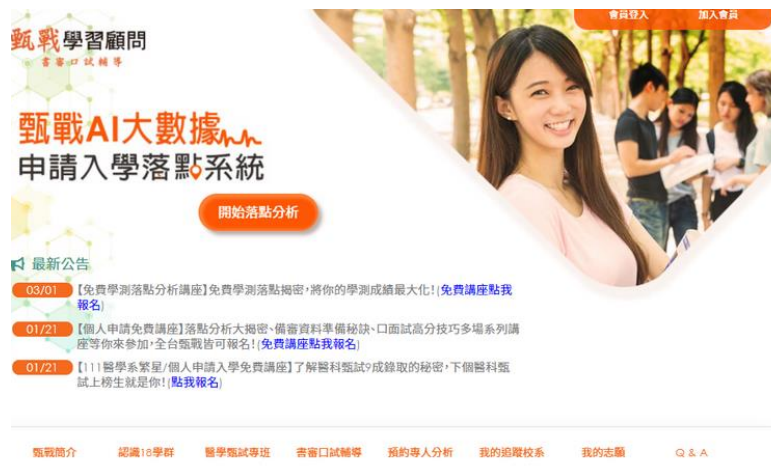 會員登入 加入會員
甄戰學習顧問
書審口試輔導
甄戰AI大數據
申請入學落點系統
開始落點分析
最新公告
03/01 【免費學測落點分析講座】免費學測落點揭密，將你的學測成績最大化!(免費講座點我
報名)
01/21 【個人申請免費講座】落點分析大揭密、備審資料準備秘訣、口面試高分技巧多場系列講
座等你來參加，全台甄戰皆可報名!(免費講座點我報名)
01/21 【111醫學系繁星/個人申請入學免費講座】了解醫科甄試9成錄取的秘密，下個醫科甄
試上榜生就是你!(點我報名)
甄戰簡介 認識18學群 醫學甄試專班 書審口試輔導 預約專人分析 我的追蹤校系 我的志願 Q & A